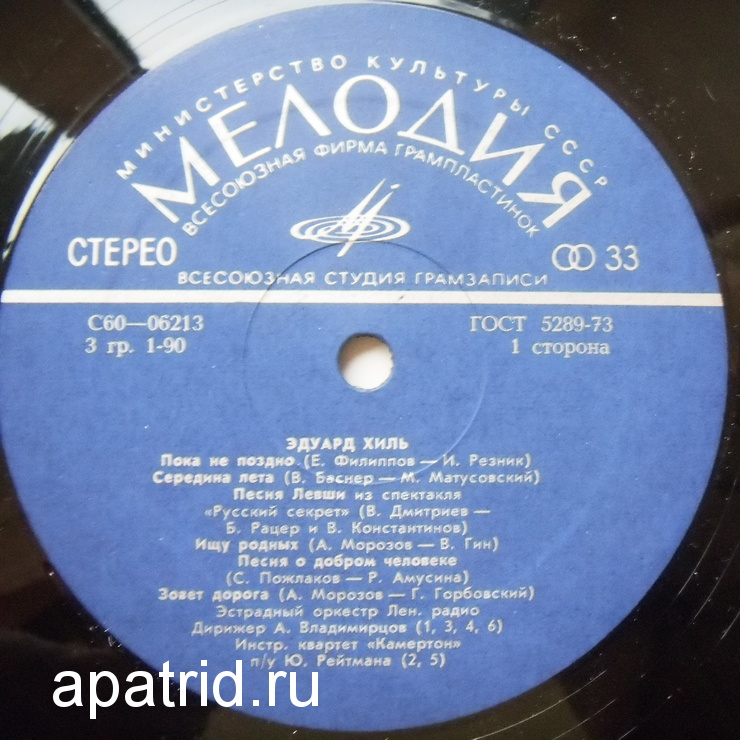 МИНИСТЕРСТВО КУЛЬТУРЫ СССР
МЕЛОДИЯ
ВСЕСОЮЗНАЯ ФИРМА ГРАМПЛАСТИНОК
СТЕРЕО
33
ВСЕСОЮЗНАЯ СТУДИЯ ГРАМЗАПИСИ
С60—06213
ГОСТ 5289-73
3 гр. 1-90
1 сторона
ЭДУАРД ХИЛЬ
Пока не поздно (Е. Филиппов — И. Резник)
Середина лета (В. Баснер — М. Матусовский)
Песня Левши из спектакля
«Русский секрет» (В. Дмитриев —
Б. Рацер и В. Константинов)
Ищу родных (А. Морозов — В. Гин)
Песня о добром человеке
(С. Пожлаков — Р. Амусина)
Зовет дорога (А. Морозов — Г. Горбовский)
Эстрадный оркестр Лен. радио
Дирижер А. Владимирцов (1, 3, 4, 6)
Инстр. квартет «Камертон»
п/у Ю. Рейтмана (2, 5)
apatrid.ru